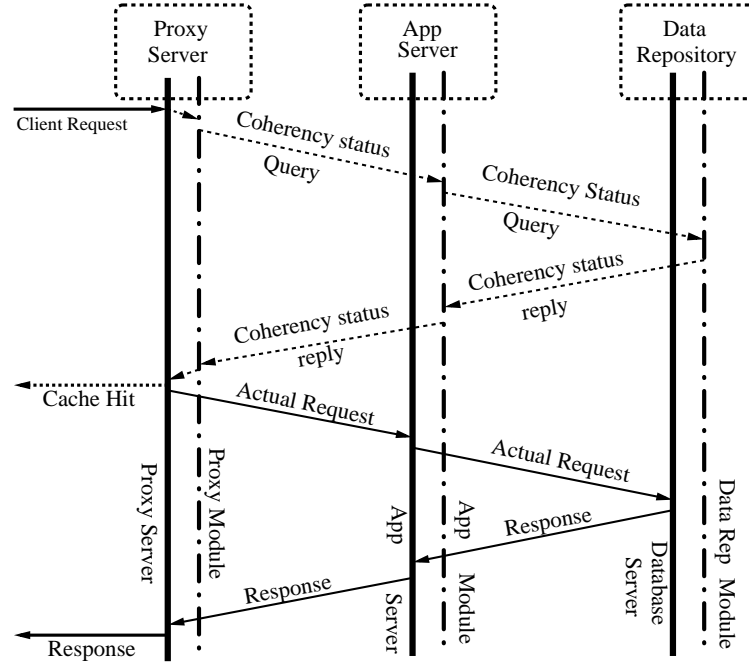 Proxy
Server
App
Server
Data
Repository
Client Request
Coherency status
Query
Coherency Status
Query
Coherency status
reply
Coherency status
reply
Cache Hit
Actual Request
Actual Request
Response
Response
Response
Proxy Server
Proxy Module
App Server
App Module
Database
Server
Data Rep Module